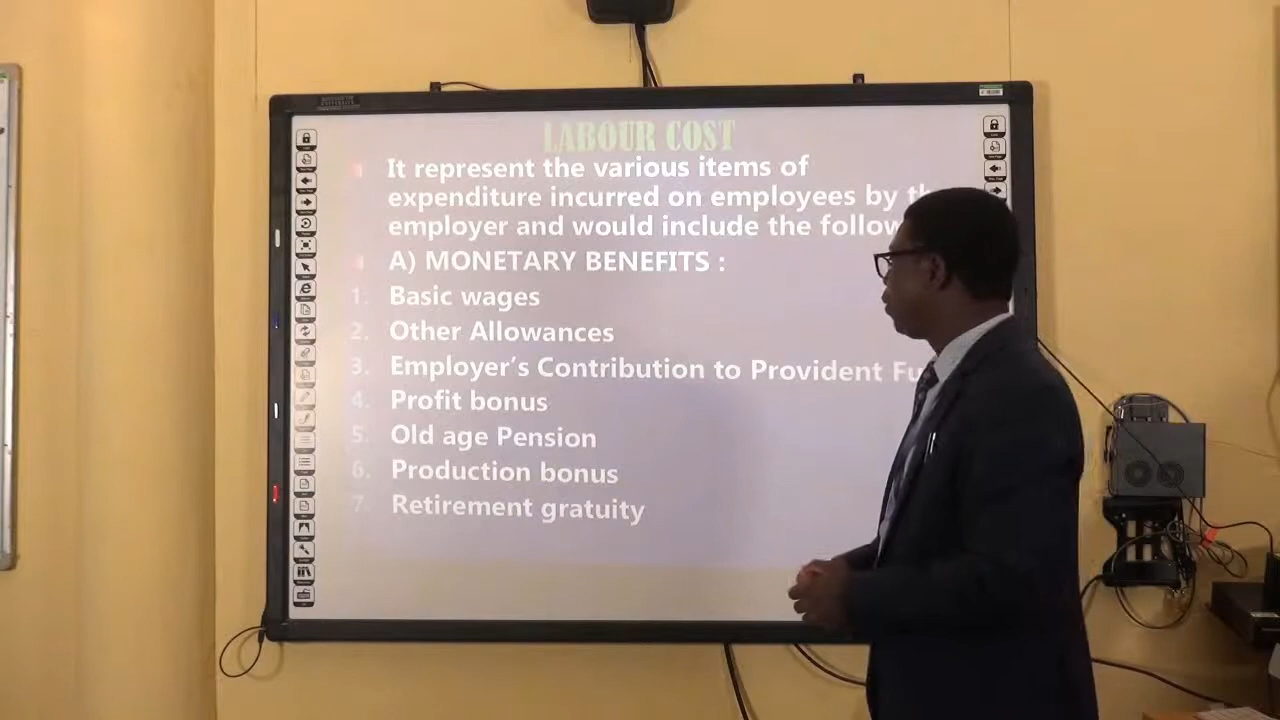 LABOUR COST
It represent the various items of
expenditure incurred on employees by
employer and would include the
A) MONETARY BENEFITS :
1. Basic wages
2. Other Allowances
3. Employer's Contribution to Provident
4. Profit bonus
5. Old age Pension
6. Production bonus
7. Retirement gratuity